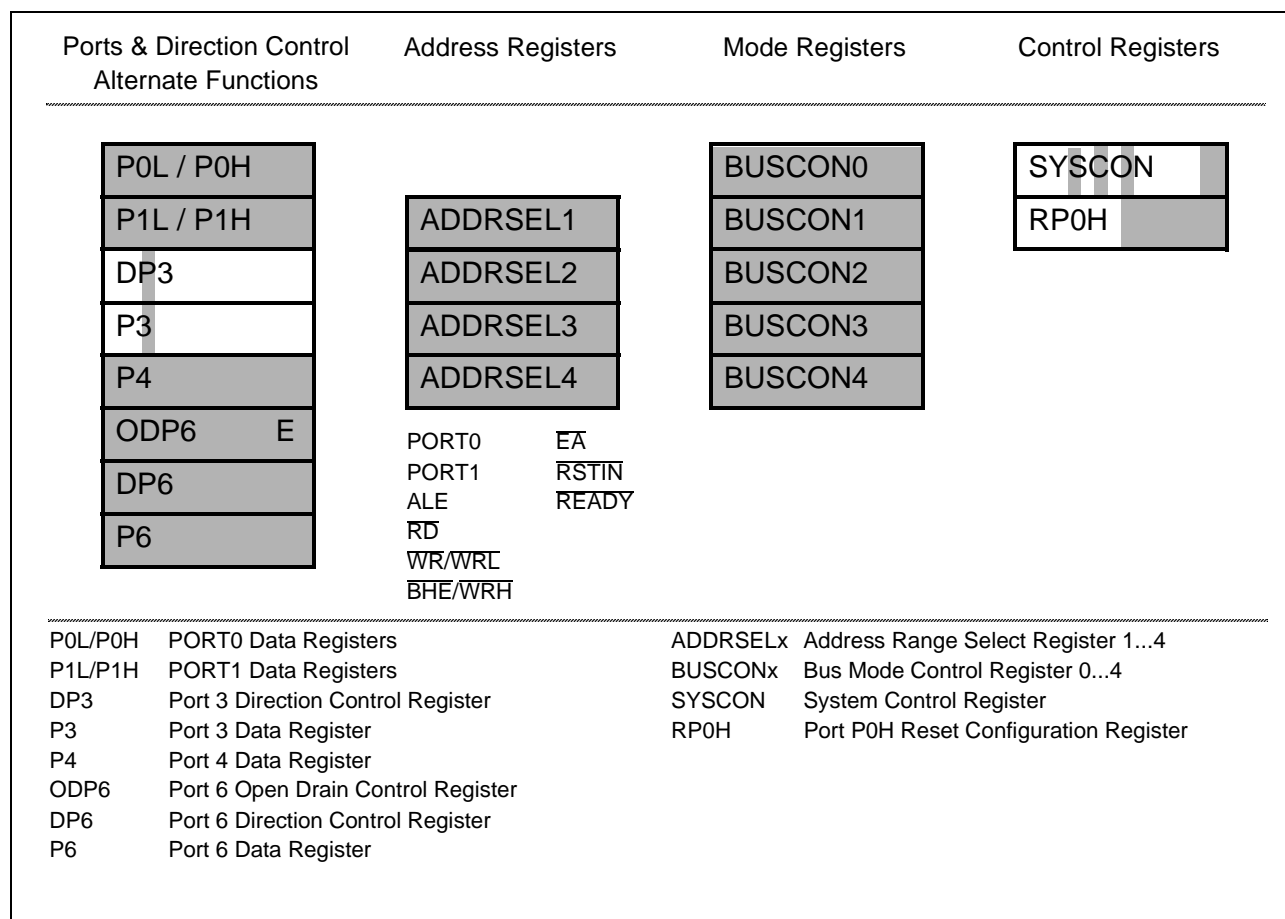 Ports & Direction Control
Alternate Functions
Address Registers
Mode Registers
Control Registers
P0L / P0H
P1L / P1H
DP3
P3
P4
ODP6 E
DP6
P6
ADDRSEL1
ADDRSEL2
ADDRSEL3
ADDRSEL4
PORT0 EA
PORT1 RSTIN
ALE READY
RD
WR/WRL
BHE/WRH
BUSCON0
BUSCON1
BUSCON2
BUSCON3
BUSCON4
SYSCON
RP0H
P0L/P0H PORT0 Data Registers
P1L/P1H PORT1 Data Registers
DP3 Port 3 Direction Control Register
P3 Port 3 Data Register
P4 Port 4 Data Register
ODP6 Port 6 Open Drain Control Register
DP6 Port 6 Direction Control Register
P6 Port 6 Data Register
ADDRSELx Address Range Select Register 1...4
BUSCONx Bus Mode Control Register 0...4
SYSCON System Control Register
RP0H Port P0H Reset Configuration Register